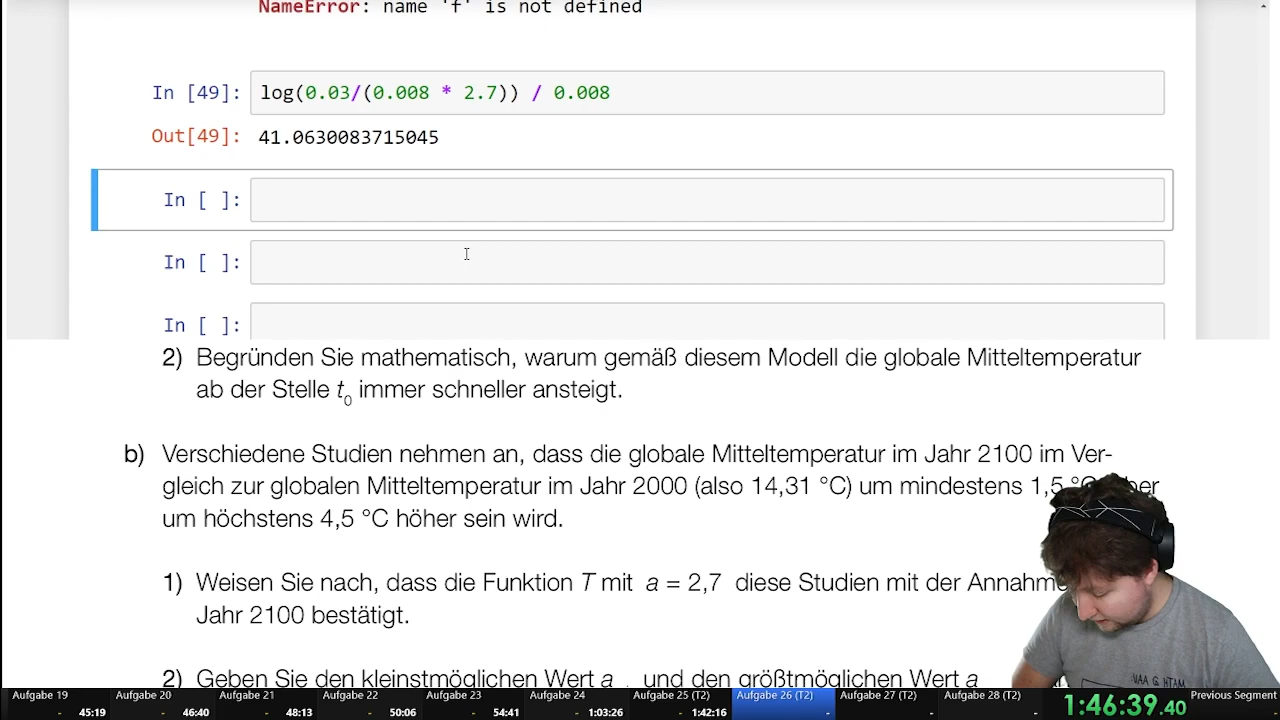 NameError: name 'f' is not defined
In [49]: log(0.03/(0.008 * 2.7)) / 0.008
Out[49]: 41.0630083715045
In [ ]:
In [ ]:
In [ ]:
2) Begründen Sie mathematisch, warum gemäß diesem Modell die globale Mitteltemperatur
ab der Stelle t0 immer schneller ansteigt.
b) Verschiedene Studien nehmen an, dass die globale Mitteltemperatur im Jahr 2100 im Ver-
gleich zur globalen Mitteltemperatur im Jahr 2000 (also 14,31 °C) um mindestens 1,5 °C
um höchstens 4,5 °C höher sein wird.
1) Weisen Sie nach, dass die Funktion T mit a = 2,7 diese Studien mit der
Jahr 2100 bestätigt.
2) Geben Sie den kleinstmöglichen Wert a und den größtmöglichen Wert a
Aufgabe 19 Aufgabe 20 Aufgabe 21 Aufgabe 22 Aufgabe 23 Aufgabe 24 Aufgabe 25 (T2) Aufgabe 26 (T2) Aufgabe 27 (T2) Aufgabe 28 (T2) 1:46:39.40 Previous Segment
- 45:19 - 46:40 - 48:13 - 50:06 - 54:41 - 1:03:26 - 1:42:16 - - - -